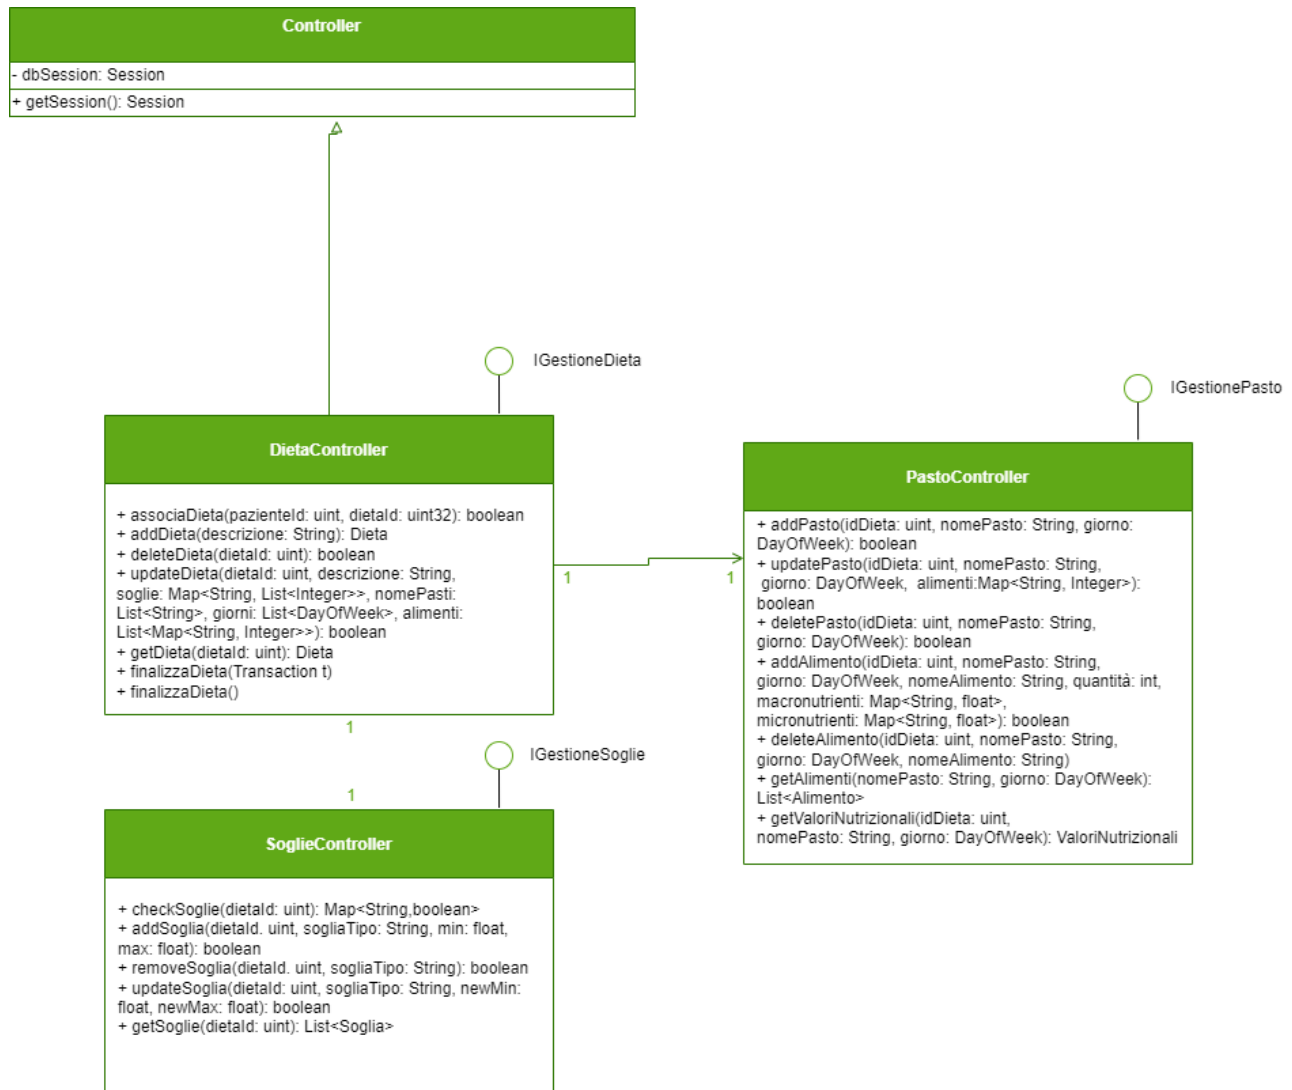 Controller
- dbSession: Session
+ getSession(): Session
IGestioneDieta
IGestionePasto
DietaController
+ associaDieta(pazienteId: uint, dietaId: uint32): boolean
+ addDieta(descrizione: String): Dieta
+ deleteDieta(dietaId: uint): boolean
+ updateDieta(dietaId: uint, descrizione: String,
soglie: Map<String, List<Integer>>, nomePasti:
List<String>, giorni: List<DayOfWeek>, alimenti:
List<Map<String, Integer>>): boolean
+ getDieta(dietaId: uint): Dieta
+ finalizzaDieta(Transaction t)
+ finalizzaDieta()
1
1
PastoController
+ addPasto(idDieta: uint, nomePasto: String, giorno:
DayOfWeek): boolean
+ updatePasto(idDieta: uint, nomePasto: String,
giorno: DayOfWeek, alimenti:Map<String, Integer>):
boolean
+ deletePasto(idDieta: uint, nomePasto: String,
giorno: DayOfWeek): boolean
+ addAlimento(idDieta: uint, nomePasto: String,
giorno: DayOfWeek, nomeAlimento: String, quantità: int,
macronutrienti: Map<String, float>,
micronutrienti: Map<String, float>): boolean
+ deleteAlimento(idDieta: uint, nomePasto: String,
giorno: DayOfWeek, nomeAlimento: String)
+ getAlimenti(nomePasto: String, giorno: DayOfWeek):
List<Alimento>
+ getValoriNutrizionali(idDieta: uint,
nomePasto: String, giorno: DayOfWeek): ValoriNutrizionali
1
IGestioneSoglie
1
SoglieController
+ checkSoglie(dietaId: uint): Map<String,boolean>
+ addSoglia(dietaId. uint, sogliaTipo: String, min: float,
max: float): boolean
+ removeSoglia(dietaId. uint, sogliaTipo: String): boolean
+ updateSoglia(dietaId: uint, sogliaTipo: String, newMin:
float, newMax: float): boolean
+ getSoglie(dietaId: uint): List<Soglia>